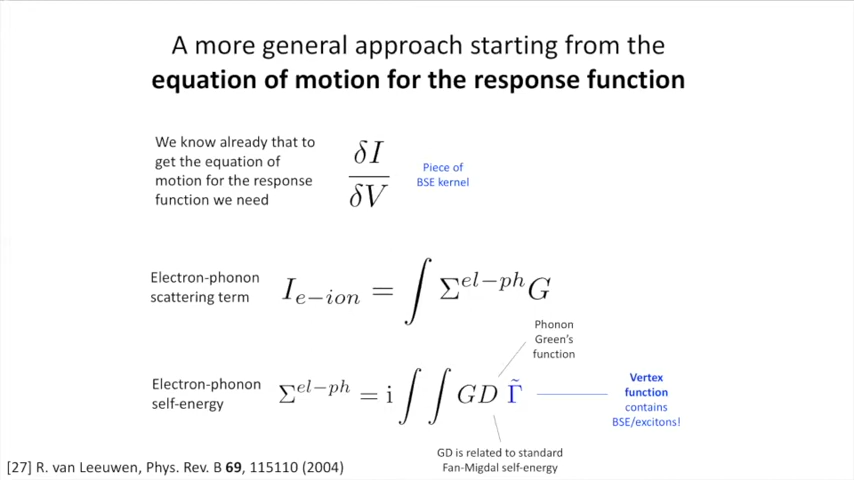 A more general approach starting from the
equation of motion for the response function
We know already that to
get the equation of
motion for the response
function we need
δI
δV
Piece of
BSE kernel
Electron-phonon
scattering term
I_{e-ion} = ∫ Σ^{el-ph} G
Phonon
Green's
function
Electron-phonon
self-energy
Σ^{el-ph} = i ∫ ∫ GD Γ̃
Vertex
function
contains
BSE/excitons!
GD is related to standard
Fan-Migdal self-energy
[27] R. van Leeuwen, Phys. Rev. B 69, 115110 (2004)